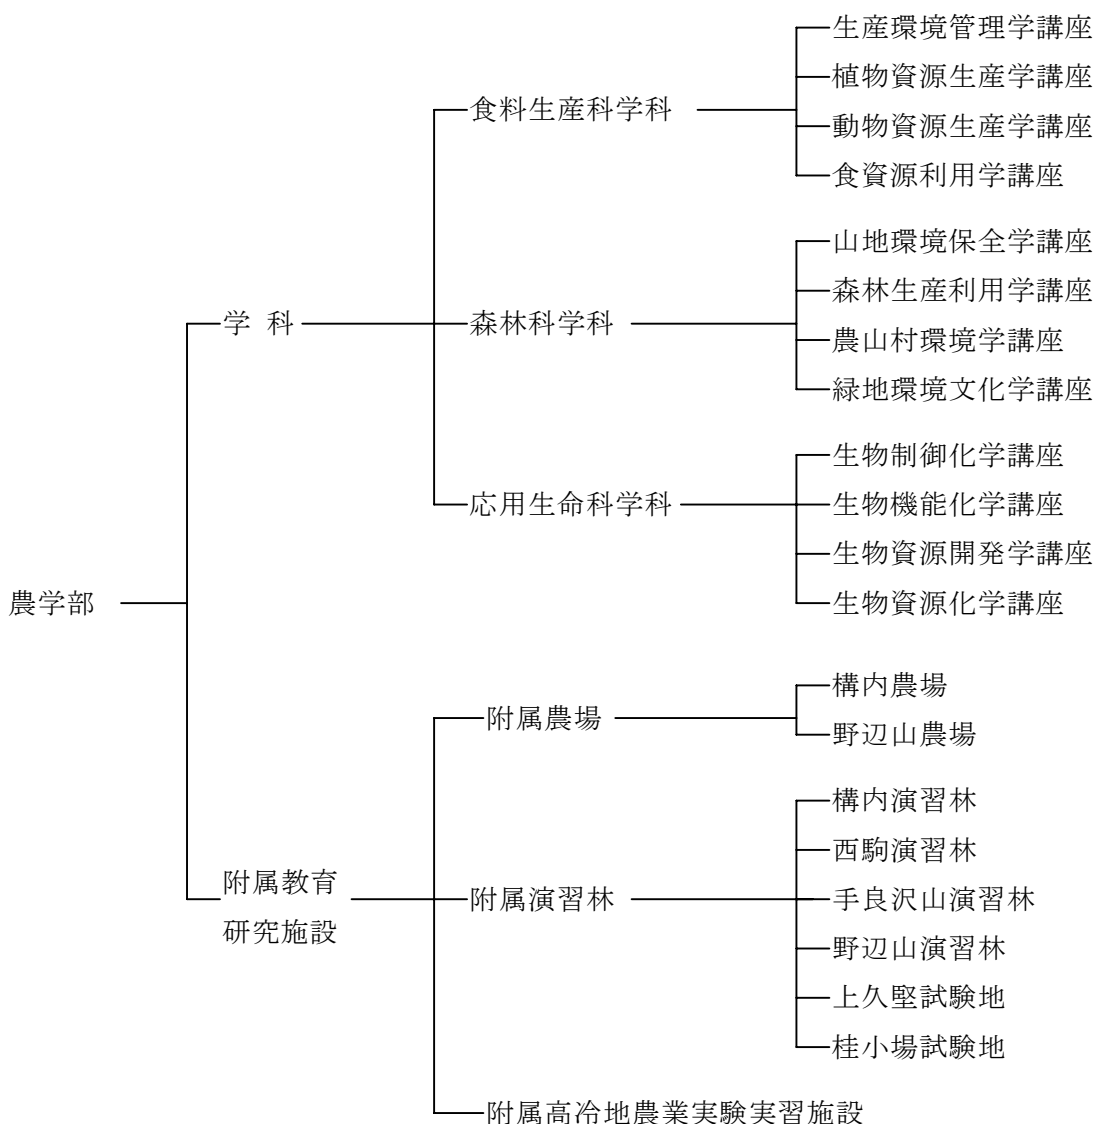 生産環境管理学講座
植物資源生産学講座
食料生産科学科
動物資源生産学講座
食資源利用学講座
山地環境保全学講座
森林生産利用学講座
学 科
森林科学科
農山村環境学講座
緑地環境文化学講座
生物制御化学講座
応用生命科学科
生物機能化学講座
生物資源開発学講座
農学部
生物資源化学講座
構内農場
附属農場
野辺山農場
構内演習林
西駒演習林
附属教育
研究施設
附属演習林
手良沢山演習林
野辺山演習林
上久堅試験地
桂小場試験地
附属高冷地農業実験実習施設